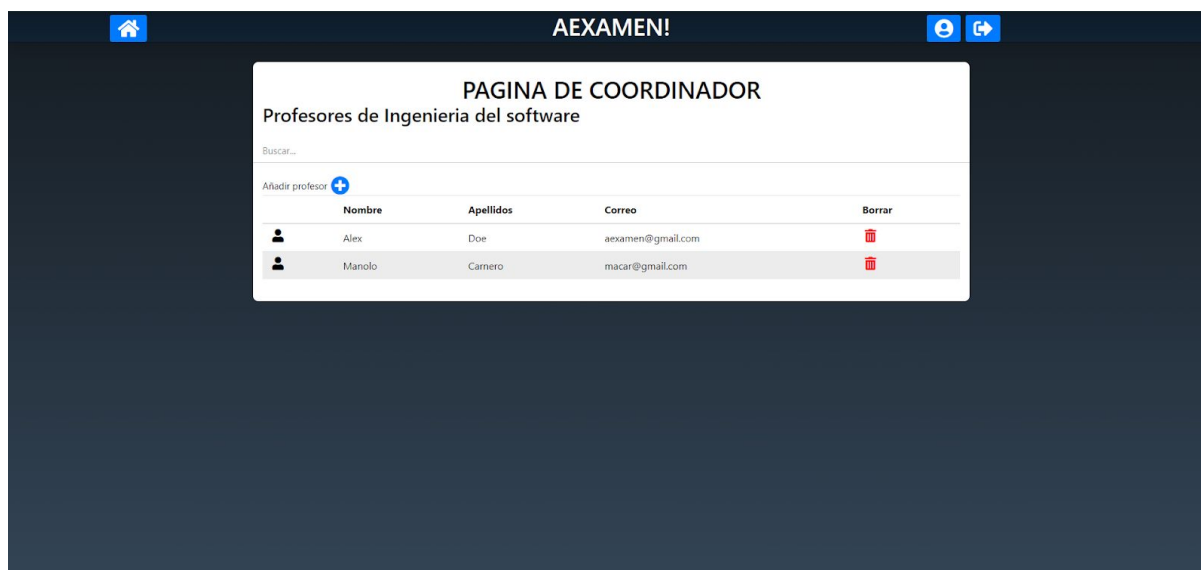 AEXAMEN!
PAGINA DE COORDINADOR
Profesores de Ingenieria del software
Buscar...
Añadir profesor
Nombre Apellidos Correo Borrar
Alex Doe aexamen@gmail.com
Manolo Carnero macar@gmail.com